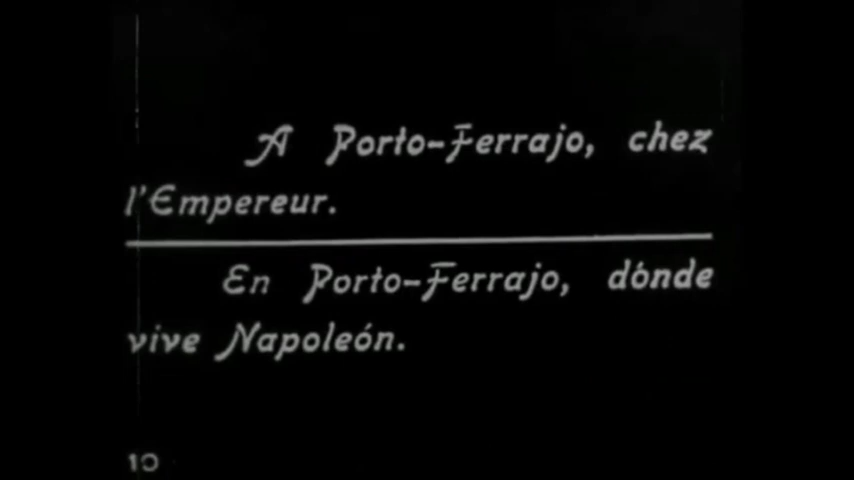 A Porto-Ferrajo, chez
l'Empereur.
En Porto-Ferrajo, dónde
vive Napoleón.
10